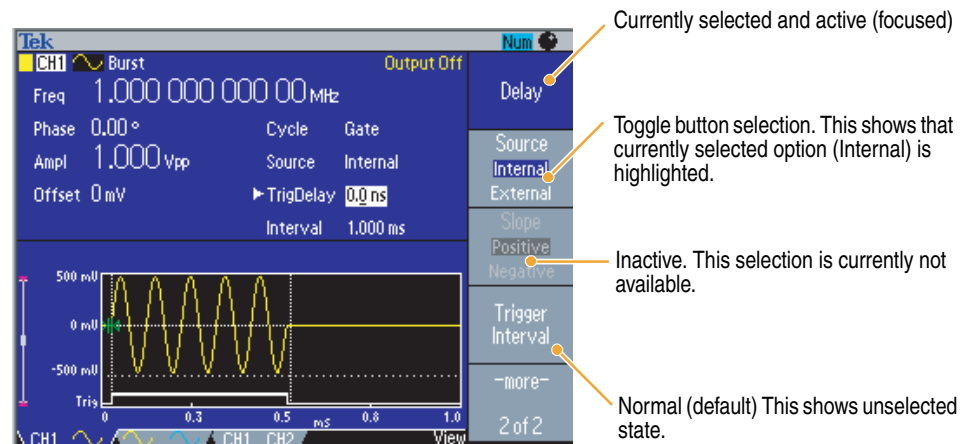 Tek
Num
CH1 Burst
Output Off
Freq 1.000 000 000 00 MHz
Phase 0.00 °
Cycle Gate
Ampl 1.000 Vpp
Source Internal
Offset 0 mV
TrigDelay 0.0 ns
Interval 1.000 ms
500 mV
0 mV
-500 mV
Trig
0 0.3 0.5 ms 0.8 1.0
CH1
CH1 CH2
View
Delay
Source
Internal
External
Slope
Positive
Negative
Trigger
Interval
-more-
2 of 2
Currently selected and active (focused)
Toggle button selection. This shows that
currently selected option (Internal) is
highlighted.
Inactive. This selection is currently not
available.
Normal (default) This shows unselected
state.